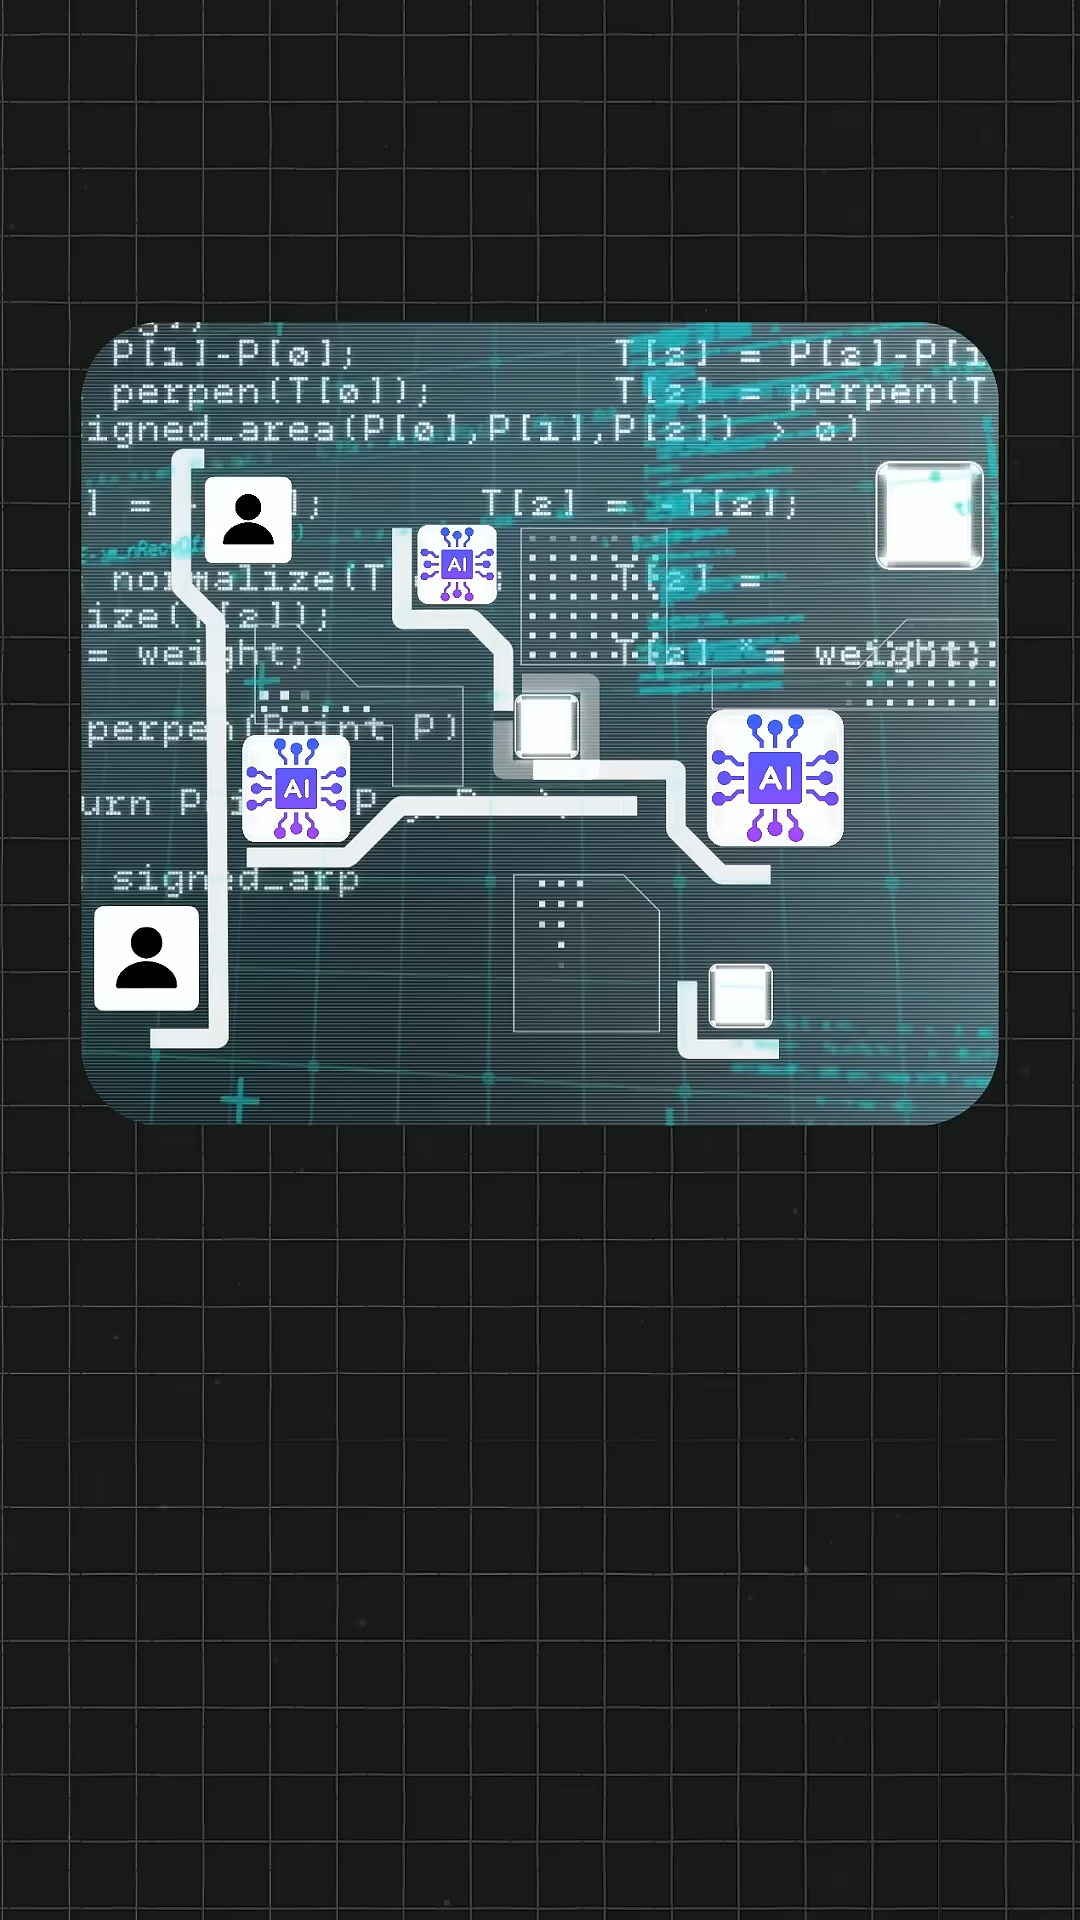 P[1]-P[0]; T[2] = P[2]-P[1
perpen(T[0]); T[2] = perpen(T
igned_area(P[0],P[1],P[2]) > 0)
] = ]; T[2] = -T[2];
normalize(T T[2] =
ize(T[2]);
= weight; T[2] *= weight;
perpen(Point P)
urn P
signed_arp
AI
AI
AI